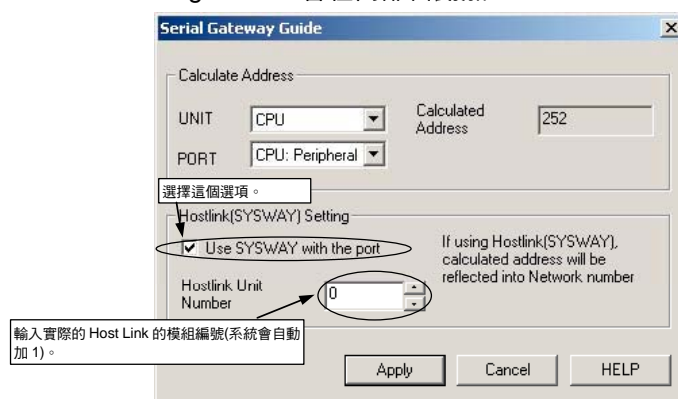 Serial Gateway Guide
Calculate Address
UNIT CPU Calculated Address 252
PORT CPU: Peripheral
選擇這個選項。
Hostlink(SYSWAY) Setting
Use SYSWAY with the port
If using Hostlink(SYSWAY),
calculated address will be
reflected into Network number
Hostlink Unit
Number
0
輸入實際的 Host Link 的模組編號(系統會自動
加 1)。
Apply Cancel HELP